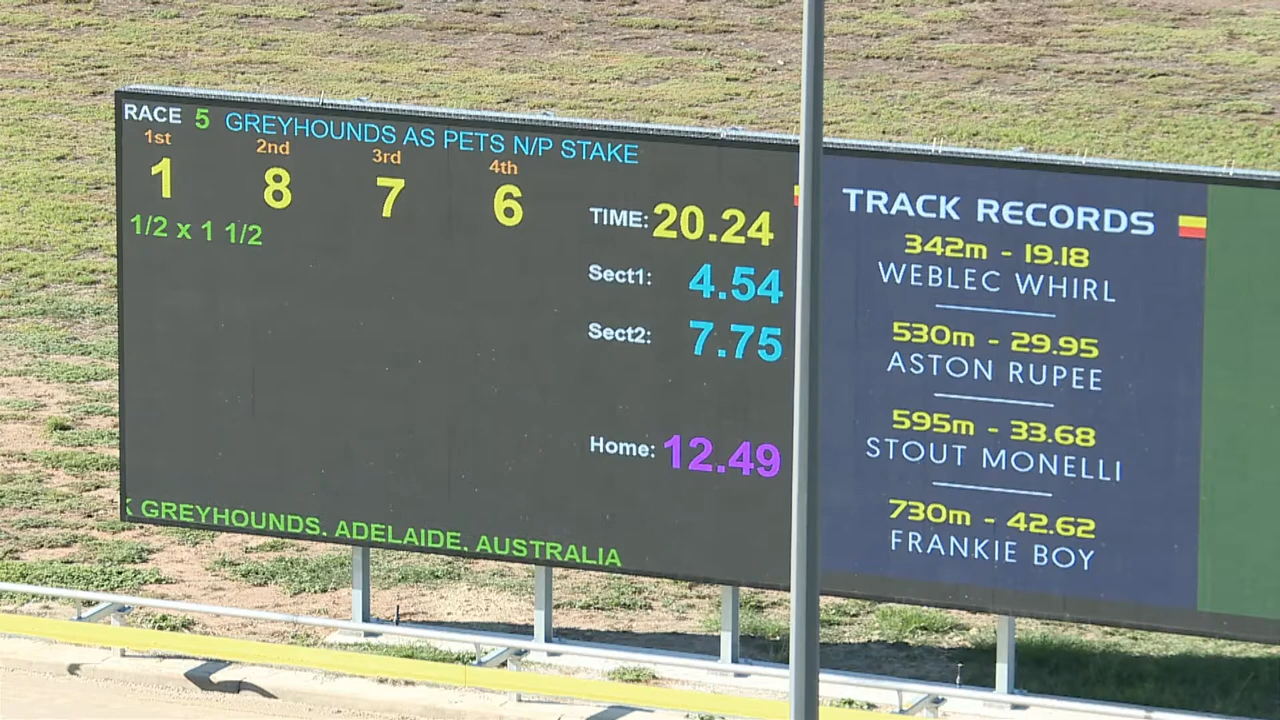 RACE 5 GREYHOUNDS AS PETS N/P STAKE
1st 2nd 3rd 4th
1 8 7 6
1/2 x 1 1/2
TIME: 20.24
Sect1: 4.54
Sect2: 7.75
Home: 12.49
GREYHOUNDS, ADELAIDE, AUSTRALIA
TRACK RECORDS
342m - 19.18
WEBLEC WHIRL
530m - 29.95
ASTON RUPEE
595m - 33.68
STOUT MONELLI
730m - 42.62
FRANKIE BOY